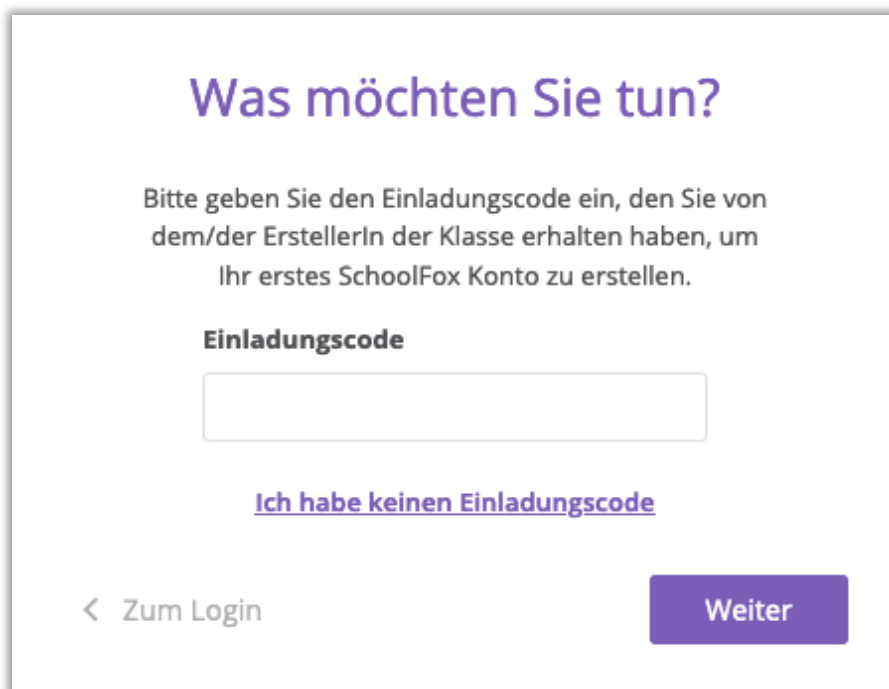 Was möchten Sie tun?
Bitte geben Sie den Einladungscode ein, den Sie von
dem/der ErstellerIn der Klasse erhalten haben, um
Ihr erstes SchoolFox Konto zu erstellen.
Einladungscode
Ich habe keinen Einladungscode
Zum Login
Weiter